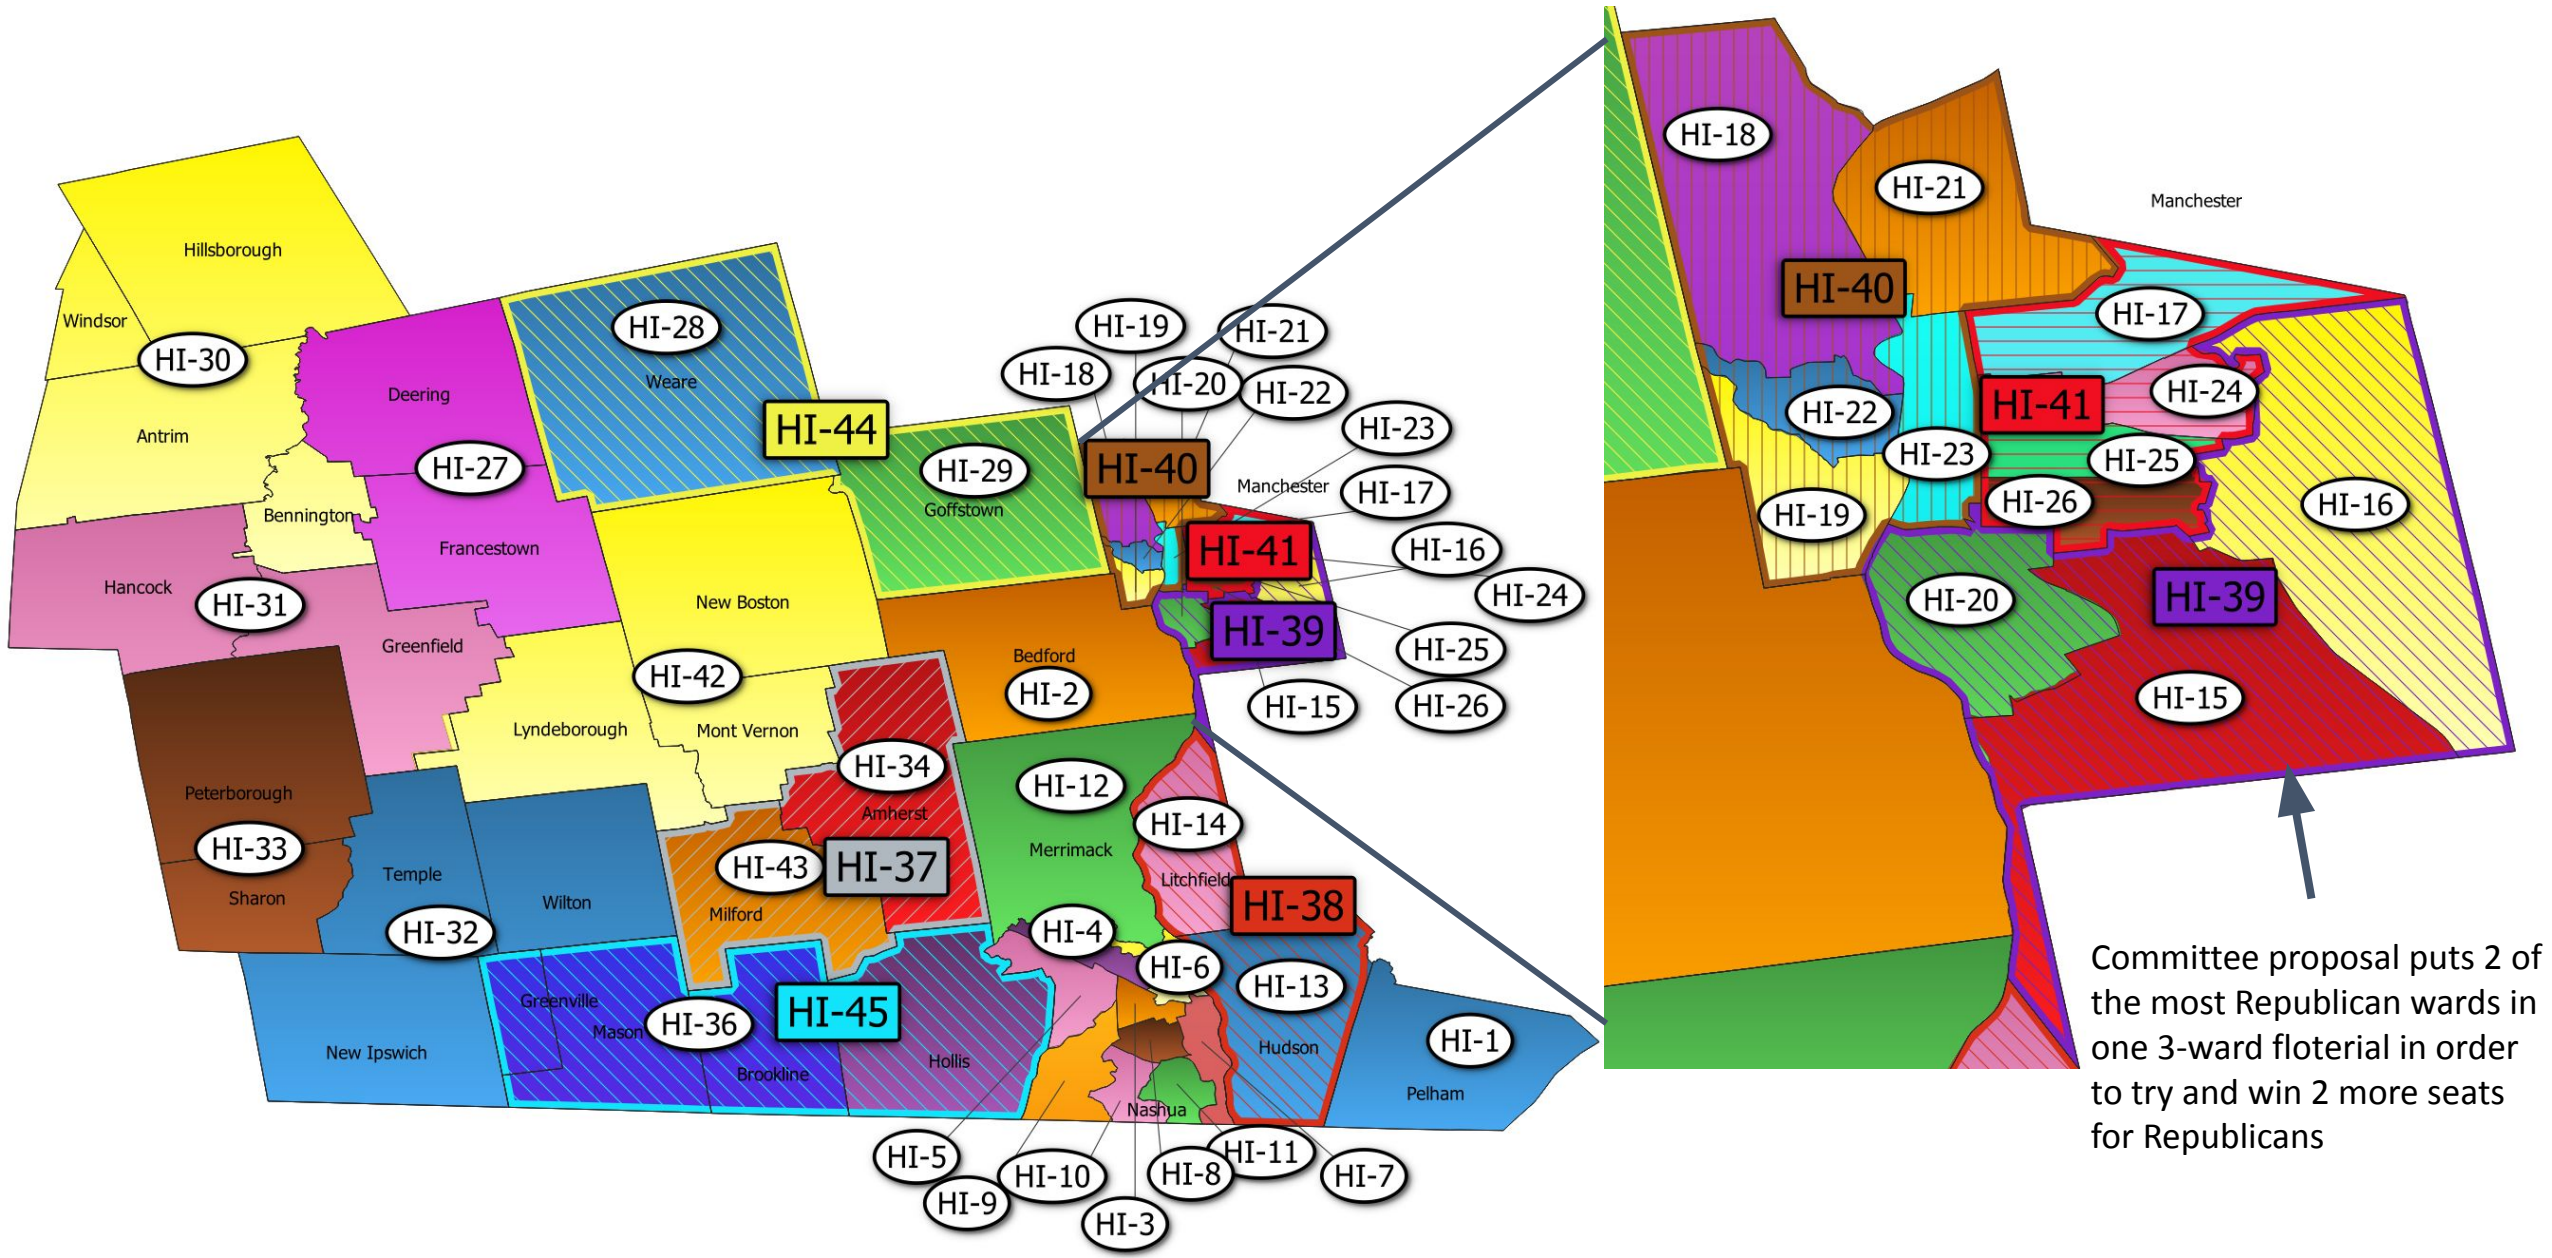 Hillsborough
Windsor
HI-30
Antrim
Deering
HI-27
Bennington
Francestown
HI-28
Weare
HI-44
HI-29
Goffstown
Hancock
HI-31
Greenfield
New Boston
HI-42
Lyndeborough
Mont Vernon
Bedford
HI-2
Peterborough
HI-33
Sharon
Temple
HI-32
Wilton
HI-34
Amherst
HI-43
HI-37
Milford
HI-12
Merrimack
HI-14
Litchfield
HI-38
HI-4
HI-6
HI-13
Hudson
HI-1
Pelham
New Ipswich
Greenville
Mason
HI-36
HI-45
Brookline
Hollis
Nashua
HI-5
HI-9
HI-10
HI-3
HI-8
HI-11
HI-7
HI-19
HI-21
HI-18
HI-20
HI-22
HI-23
HI-40
Manchester
HI-17
HI-41
HI-16
HI-24
HI-39
HI-25
HI-15
HI-26
HI-18
HI-21
Manchester
HI-40
HI-17
HI-24
HI-41
HI-22
HI-23
HI-25
HI-26
HI-16
HI-19
HI-20
HI-39
HI-15
Committee proposal puts 2 of
the most Republican wards in
one 3-ward floterial in order
to try and win 2 more seats
for Republicans